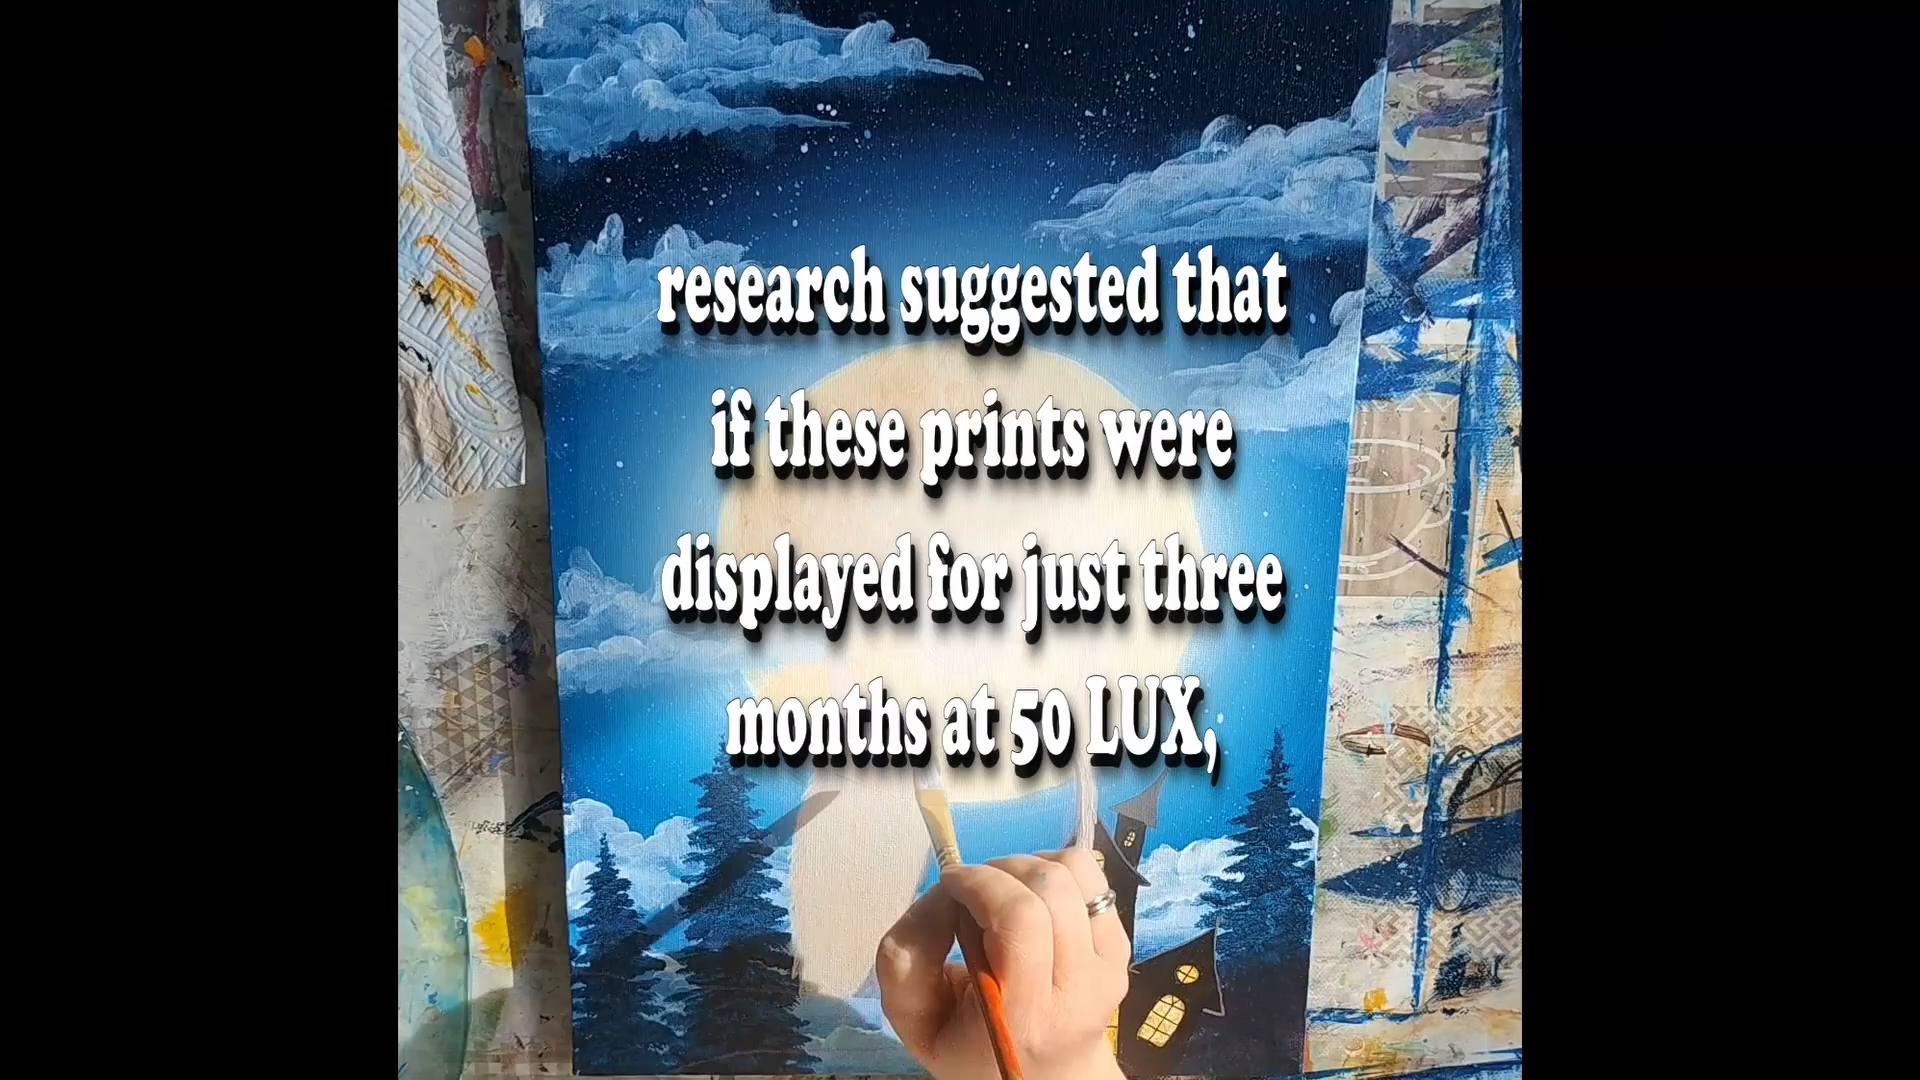 research suggested that
if these prints were
displayed for just three
months at 50 LUX,